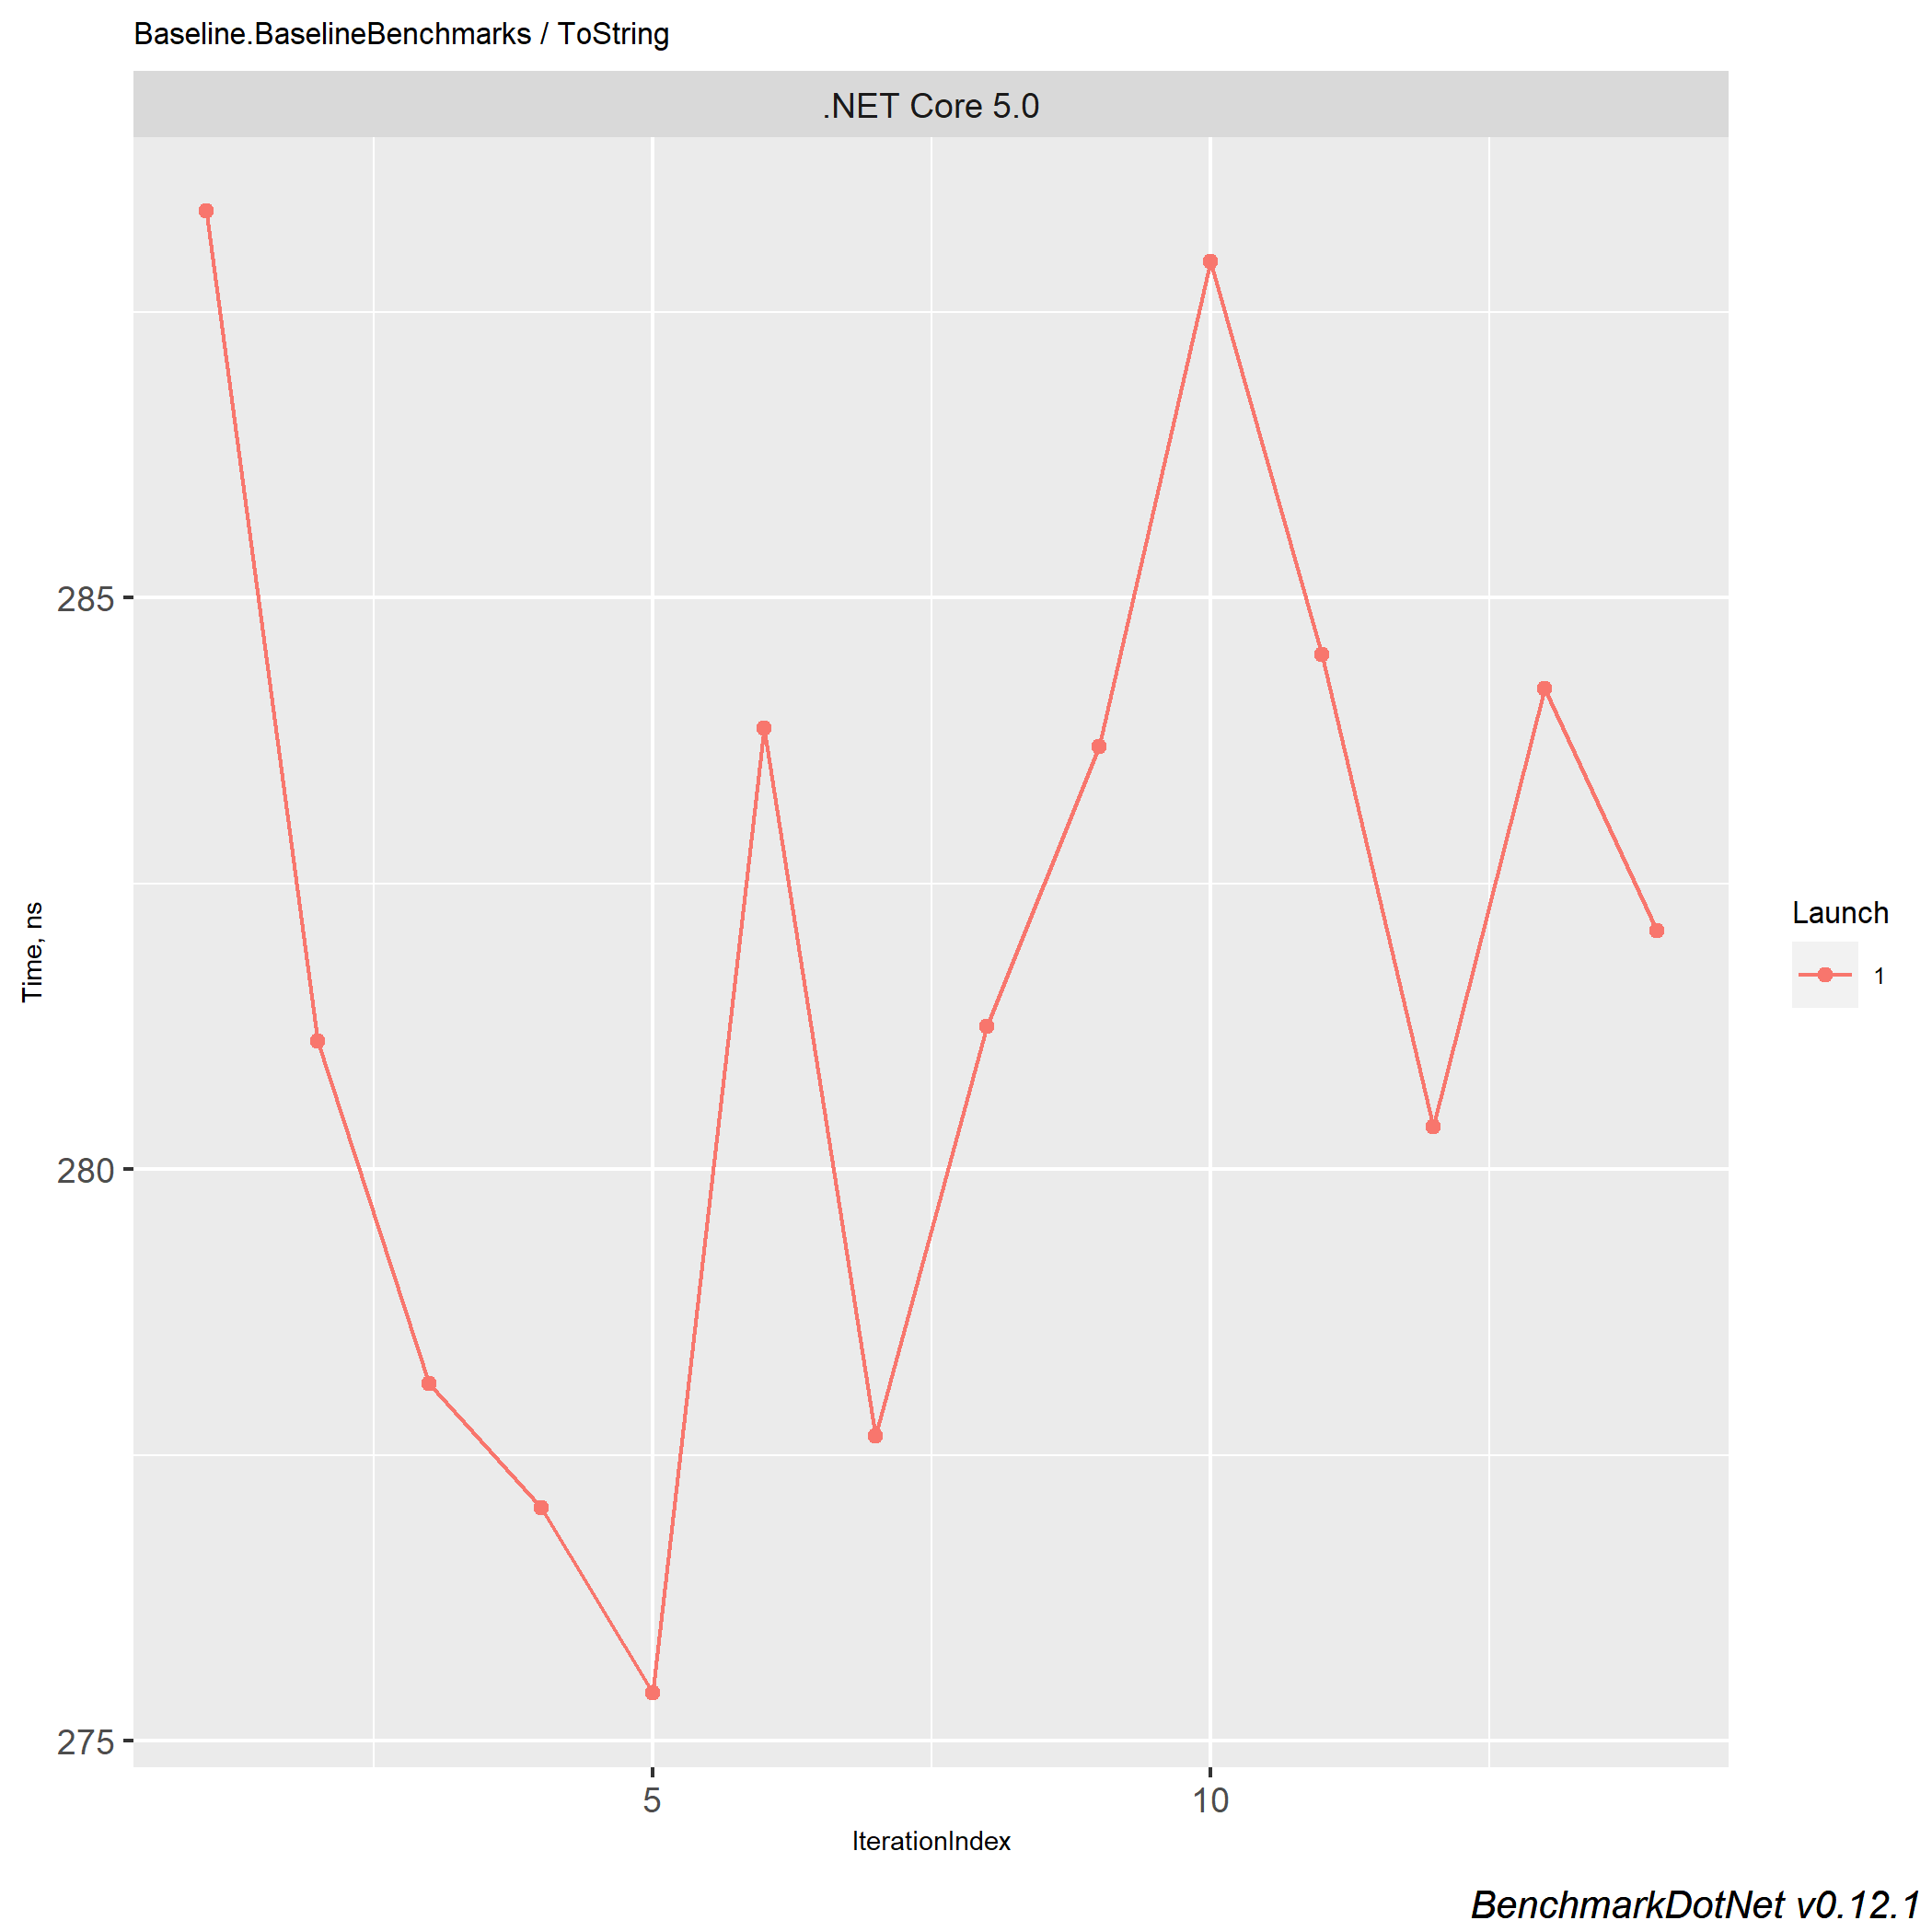 Baseline.BaselineBenchmarks / ToString
.NET Core 5.0
285
280
275
Time, ns
5
10
IterationIndex
Launch
1
BenchmarkDotNet v0.12.1